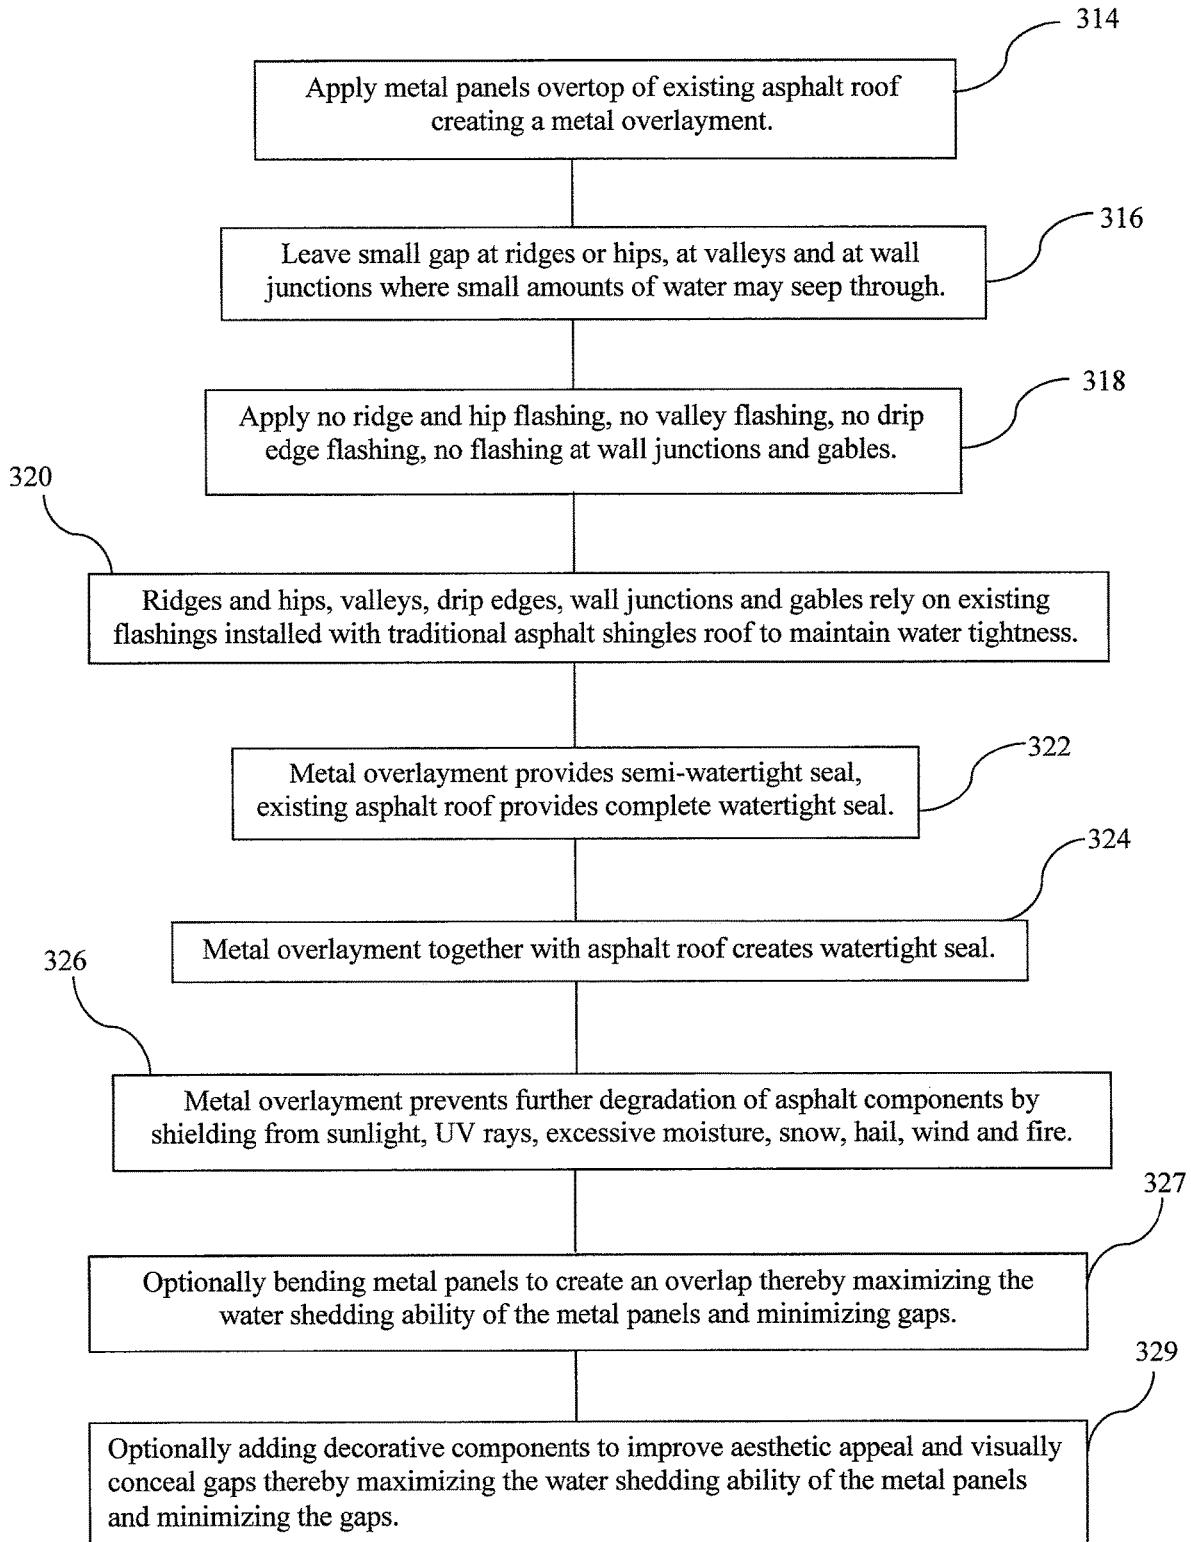 314
Apply metal panels overtop of existing asphalt roof
creating a metal overlayment.
316
Leave small gap at ridges or hips, at valleys and at wall
junctions where small amounts of water may seep through.
318
Apply no ridge and hip flashing, no valley flashing, no drip
edge flashing, no flashing at wall junctions and gables.
320
Ridges and hips, valleys, drip edges, wall junctions and gables rely on existing
flashings installed with traditional asphalt shingles roof to maintain water tightness.
322
Metal overlayment provides semi-watertight seal,
existing asphalt roof provides complete watertight seal.
324
Metal overlayment together with asphalt roof creates watertight seal.
326
Metal overlayment prevents further degradation of asphalt components by
shielding from sunlight, UV rays, excessive moisture, snow, hail, wind and fire.
327
Optionally bending metal panels to create an overlap thereby maximizing the
water shedding ability of the metal panels and minimizing gaps.
329
Optionally adding decorative components to improve aesthetic appeal and visually
conceal gaps thereby maximizing the water shedding ability of the metal panels
and minimizing the gaps.